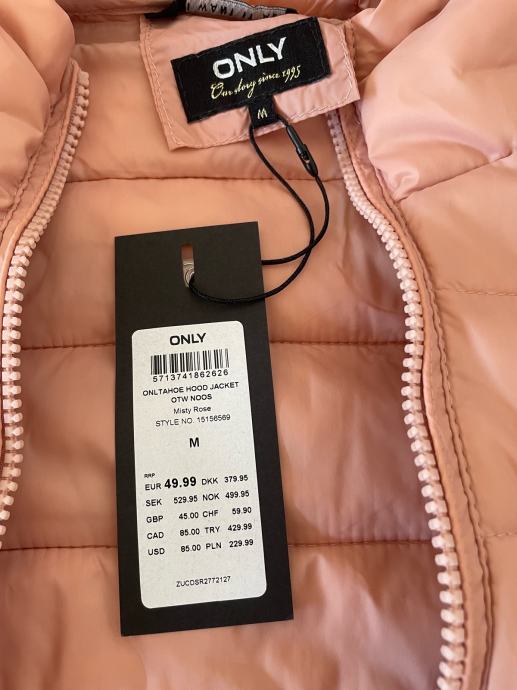 ONLY
Our story since 1995
M
ONLY
5713741862626
ONLTAHOE HOOD JACKET
OTW NOOS
Misty Rose
STYLE NO. 15156569
M
RRP
EUR 49.99 DKK 379.95
SEK 529.95 NOK 499.95
GBP 45.00 CHF 59.90
CAD 85.00 TRY 429.99
USD 85.00 PLN 229.99
ZUCDSR2772127